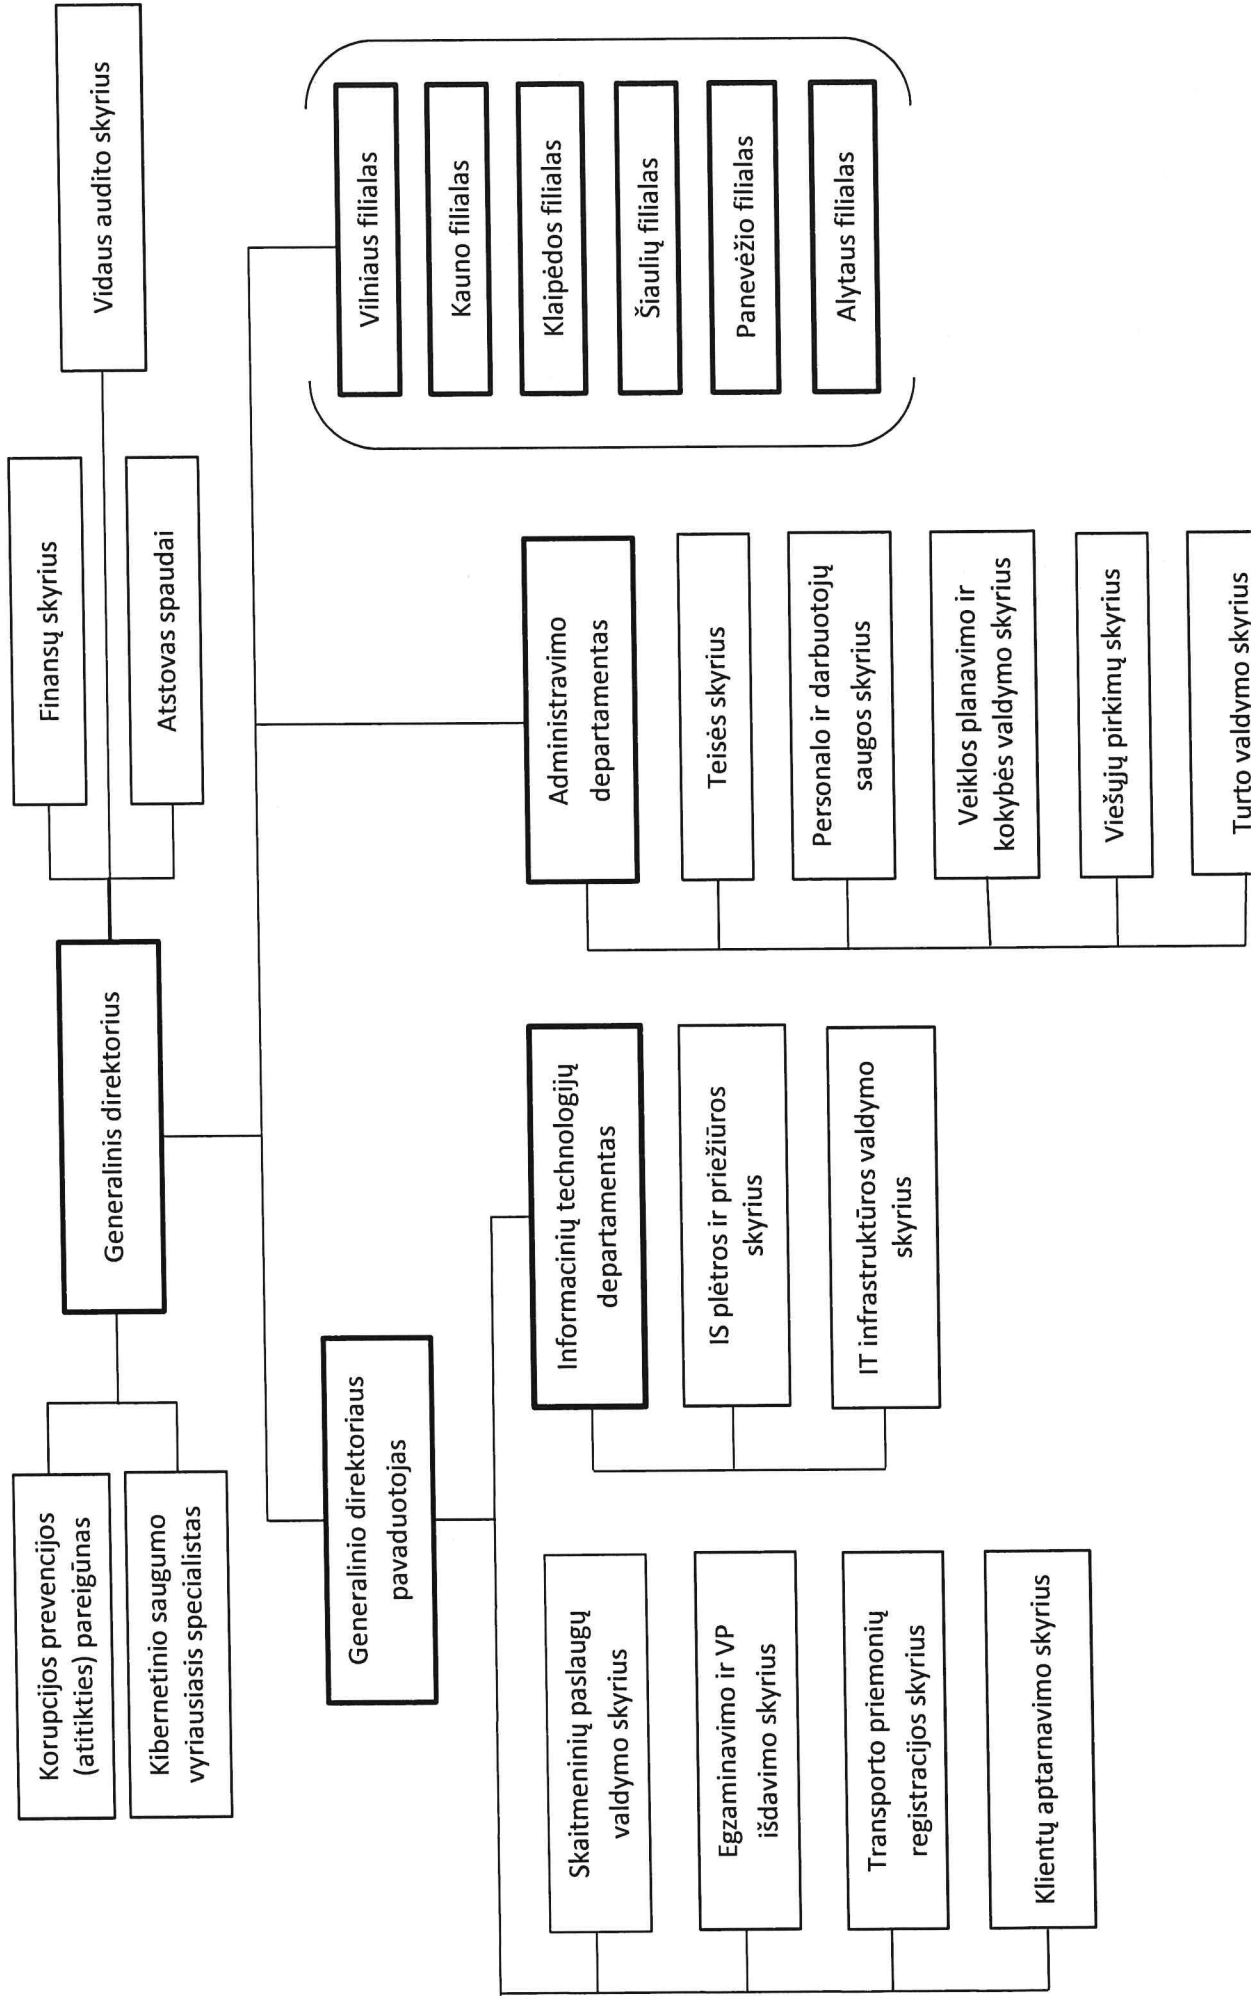 Vidaus audito skyrius
Finansų skyrius
Atstovas spaudai
Generalinis direktorius
Korupcijos prevencijos
(atitikties) pareigūnas
Kibernetinio saugumo
vyriausiasis specialistas
Generalinio direktoriaus
pavaduotojas
Skaitmeninių paslaugų
valdymo skyrius
Egzaminavimo ir VP
išdavimo skyrius
Transporto priemonių
registracijos skyrius
Klientų aptarnavimo skyrius
Informacinių technologijų
departamentas
IS plėtros ir priežiūros
skyrius
IT infrastruktūros valdymo
skyrius
Administravimo
departamentas
Teisės skyrius
Personalo ir darbuotojų
saugos skyrius
Veiklos planavimo ir
kokybės valdymo skyrius
Viešųjų pirkimų skyrius
Turto valdymo skyrius
Vilniaus filialas
Kauno filialas
Klaipėdos filialas
Šiaulių filialas
Panevėžio filialas
Alytaus filialas